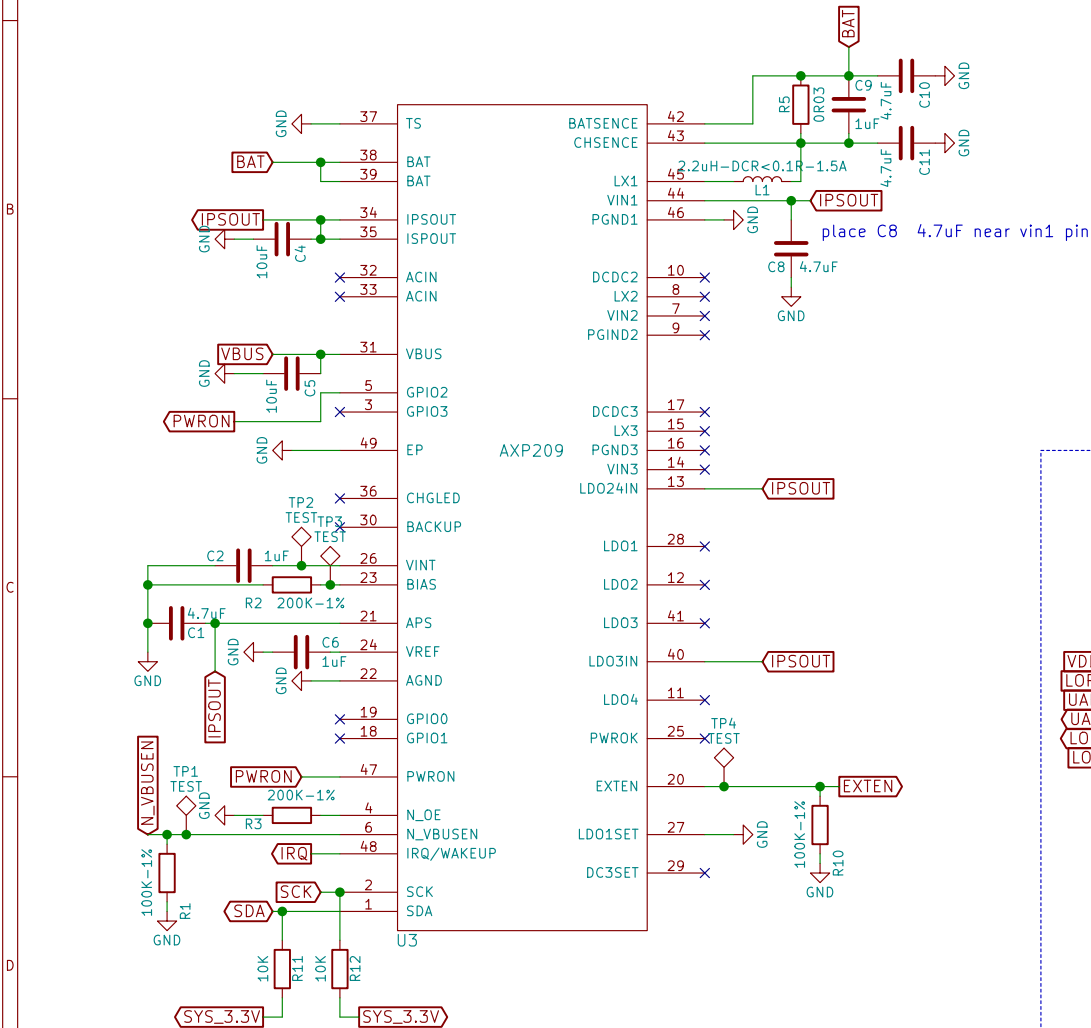 BAT
GND
37
TS
BATSENCE
42
R5
0R03
C9
1uF
4.7uF
C10
GND
BAT
38
BAT
39
BAT
CHSENCE
43
4.7uF
C11
GND
2.2uH-DCR<0.1R-1.5A
L1
LX1
45
VIN1
44
IPSOUT
PGND1
46
GND
B
IPSOUT
34
IPSOUT
35
ISPOUT
GND
10uF
C4
place C8 4.7uF near vin1 pin
C8
4.7uF
GND
32
ACIN
33
ACIN
DCDC2
10
LX2
8
VIN2
7
PGIND2
9
VBUS
31
VBUS
GND
10uF
C5
5
GPIO2
3
GPIO3
PWRON
DCDC3
17
LX3
15
PGND3
16
VIN3
14
LDO24IN
13
IPSOUT
GND
49
EP
AXP209
36
CHGLED
30
BACKUP
TP2
TEST
TP3
TEST
C2
1uF
26
VINT
23
BIAS
R2
200K-1%
C
LDO1
28
LDO2
12
LDO3
41
4.7uF
C1
21
APS
GND
IPSOUT
GND
C6
1uF
24
VREF
GND
22
AGND
LDO3IN
40
IPSOUT
LDO4
11
19
GPIO0
18
GPIO1
PWROK
25
TP4
TEST
N_VBUSEN
TP1
TEST
PWRON
47
PWRON
EXTEN
20
EXTEN
200K-1%
GND
R3
4
N_OE
6
N_VBUSEN
LDO1SET
27
GND
100K-1%
R10
GND
IRQ
48
IRQ/WAKEUP
DC3SET
29
100K-1%
R1
GND
SCK
2
SCK
SDA
1
SDA
U3
D
10K
R11
10K
R12
SYS_3.3V
SYS_3.3V
UA
LO
LO